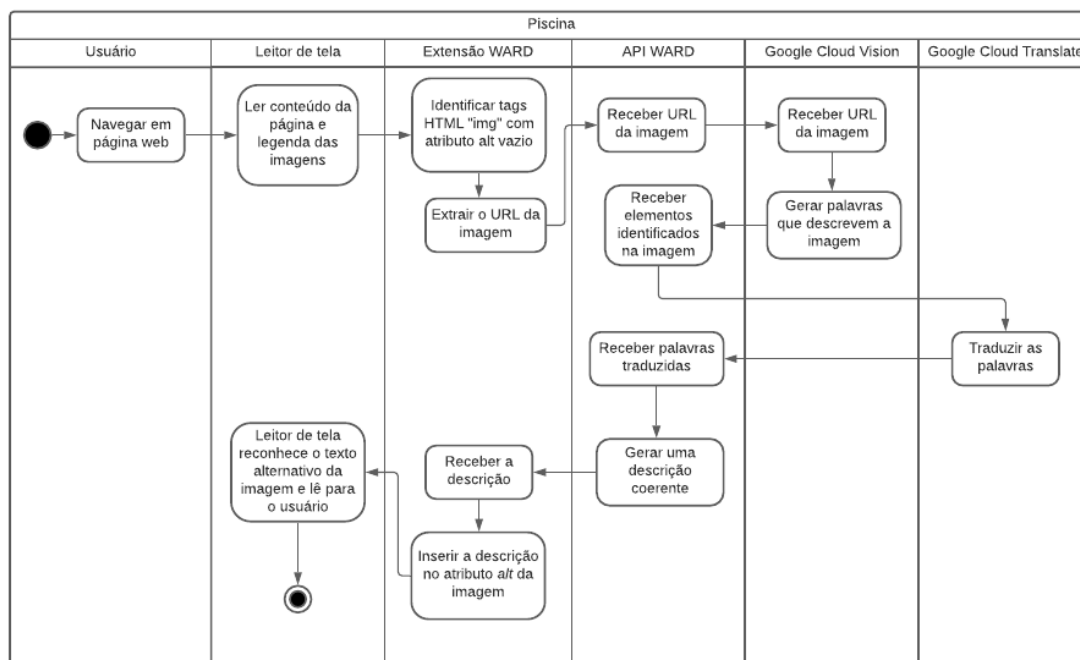 Piscina
Usuário
Leitor de tela
Extensão WARD
API WARD
Google Cloud Vision
Google Cloud Translate
Navegar em
página web
Ler conteúdo da
página e
legenda das
imagens
Identificar tags
HTML "img" com
atributo alt vazio
Extrair o URL da
imagem
Receber URL
da imagem
Receber URL
da imagem
Gerar palavras
que descrevem a
imagem
Receber
elementos
identificados
na imagem
Traduzir as
palavras
Receber palavras
traduzidas
Gerar uma
descrição
coerente
Receber a
descrição
Inserir a descrição
no atributo alt da
imagem
Leitor de tela
reconhece o texto
alternativo da
imagem e lê para
o usuário